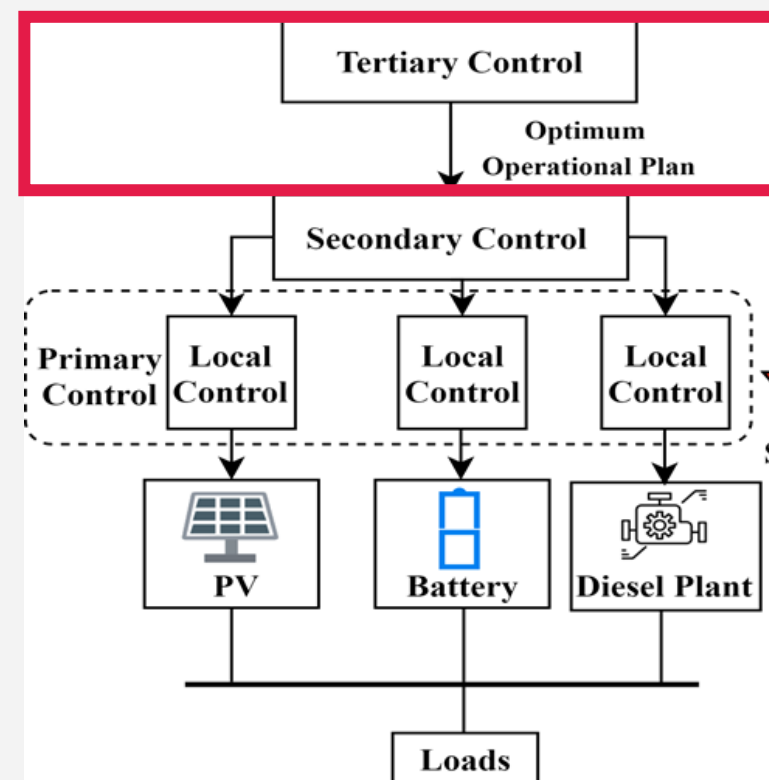 Tertiary Control
Optimum
Operational Plan
Secondary Control
Primary
Control
Local
Control
Local
Control
Local
Control
PV
Battery
Diesel Plant
Loads